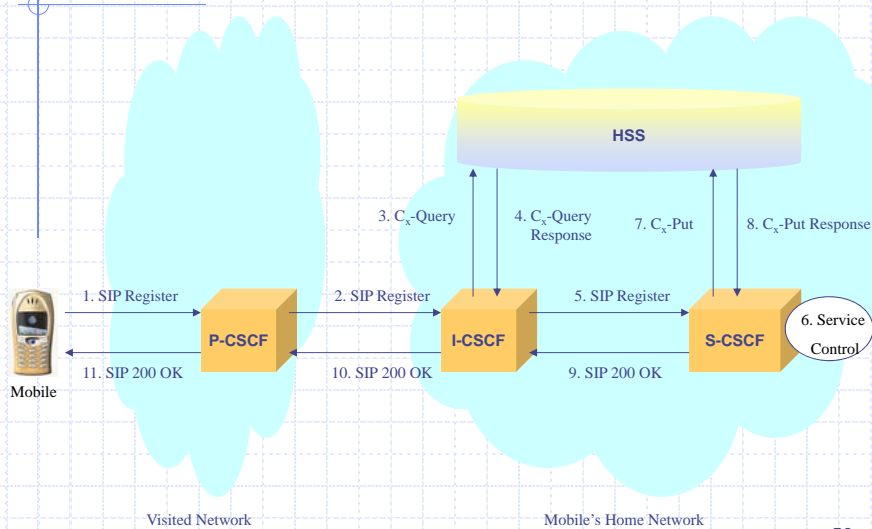 HSS
3. Cx-Query
4. Cx-Query
Response
7. Cx-Put
8. Cx-Put Response
1. SIP Register
2. SIP Register
5. SIP Register
P-CSCF
I-CSCF
S-CSCF
6. Service
Control
11. SIP 200 OK
10. SIP 200 OK
9. SIP 200 OK
Mobile
Visited Network
Mobile's Home Network